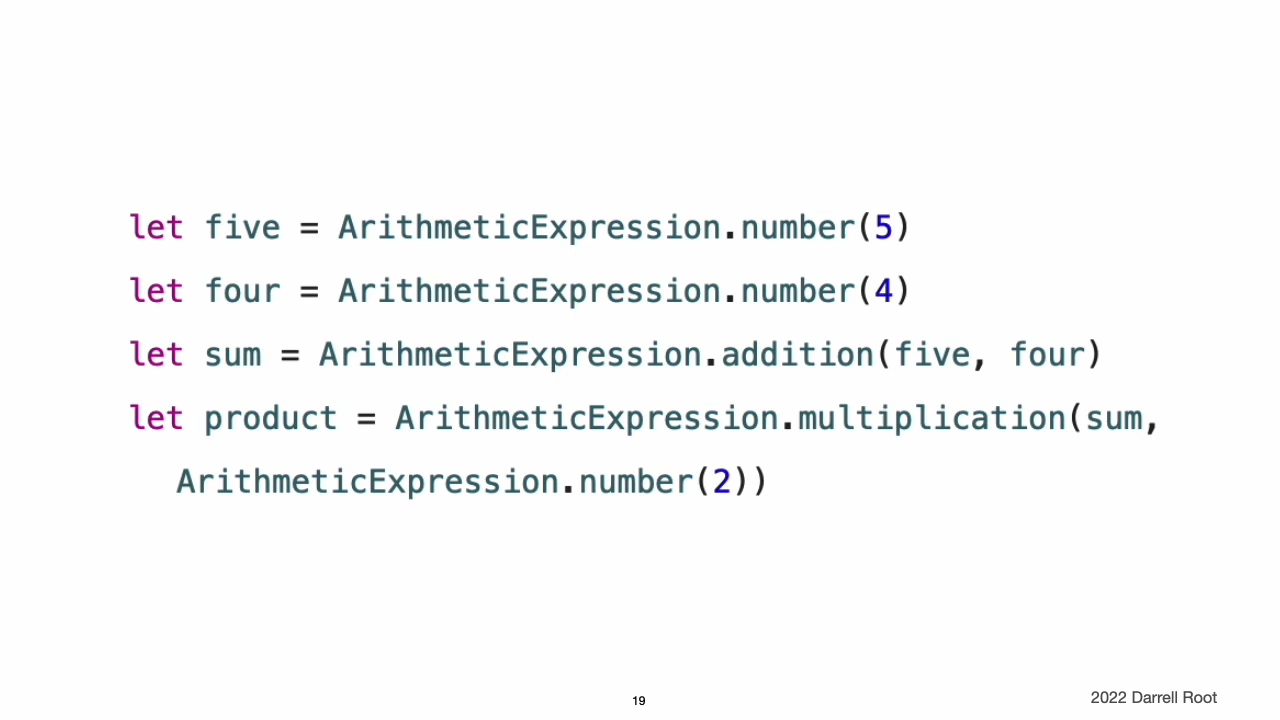 let five = ArithmeticExpression.number(5)
let four = ArithmeticExpression.number(4)
let sum = ArithmeticExpression.addition(five, four)
let product = ArithmeticExpression.multiplication(sum,
ArithmeticExpression.number(2))
19
2022 Darrell Root